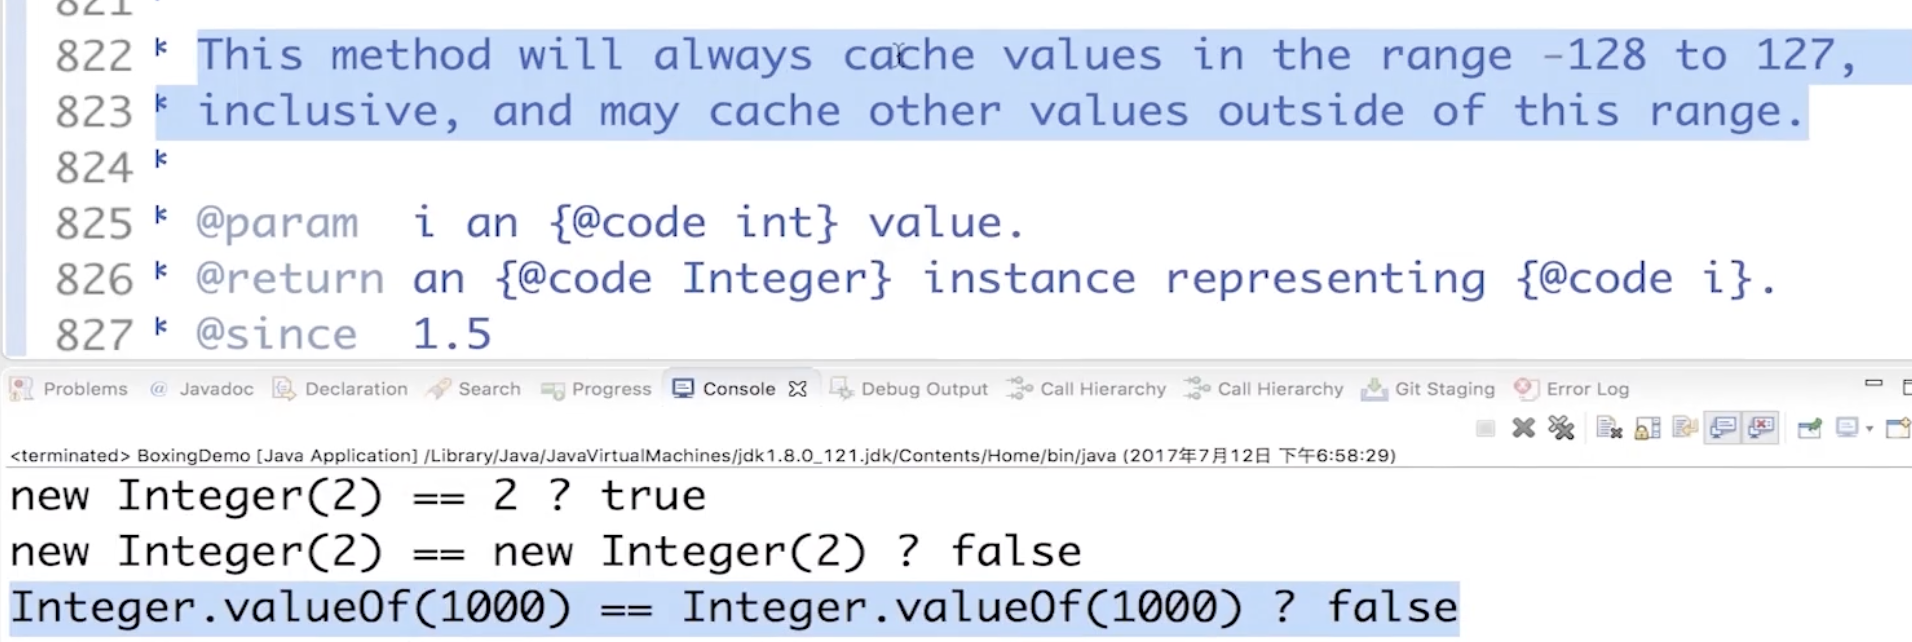 821
822 * This method will always cache values in the range -128 to 127,
823 * inclusive, and may cache other values outside of this range.
824 *
825 * @param i an {@code int} value.
826 * @return an {@code Integer} instance representing {@code i}.
827 * @since 1.5
Problems @ Javadoc Declaration Search Progress Console Debug Output Call Hierarchy Call Hierarchy Git Staging Error Log
<terminated> BoxingDemo [Java Application] /Library/Java/JavaVirtualMachines/jdk1.8.0_121.jdk/Contents/Home/bin/java (2017年7月12日 下午6:58:29)
new Integer(2) == 2 ? true
new Integer(2) == new Integer(2) ? false
Integer.valueOf(1000) == Integer.valueOf(1000) ? false